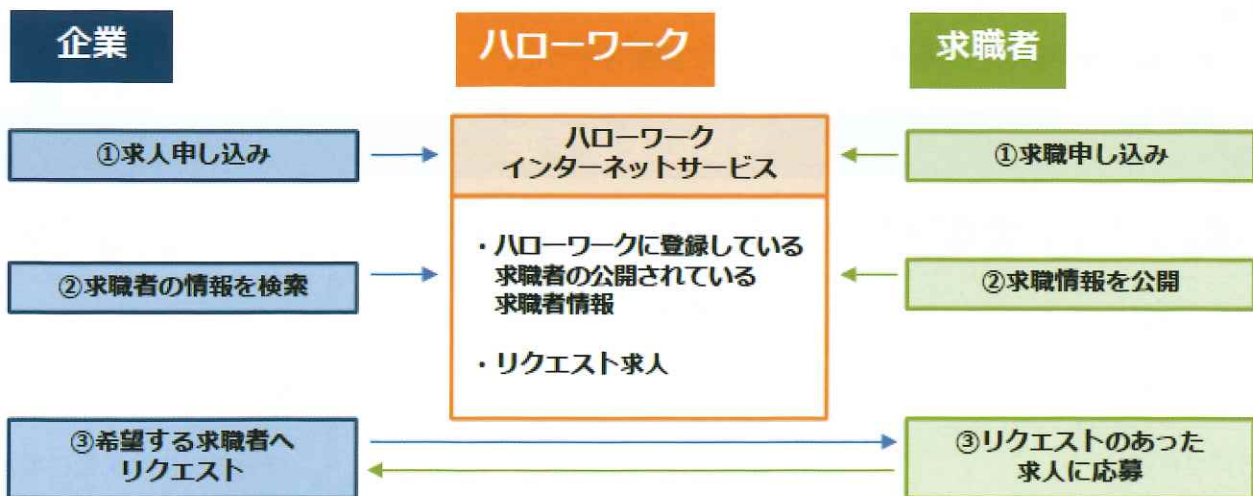 企業
ハローワーク
求職者
①求人申し込み
ハローワーク
インターネットサービス
①求職申し込み
②求職者の情報を検索
・ハローワークに登録している
求職者の公開されている
求職者情報
・リクエスト求人
②求職情報を公開
③希望する求職者へ
リクエスト
③リクエストのあった
求人に応募